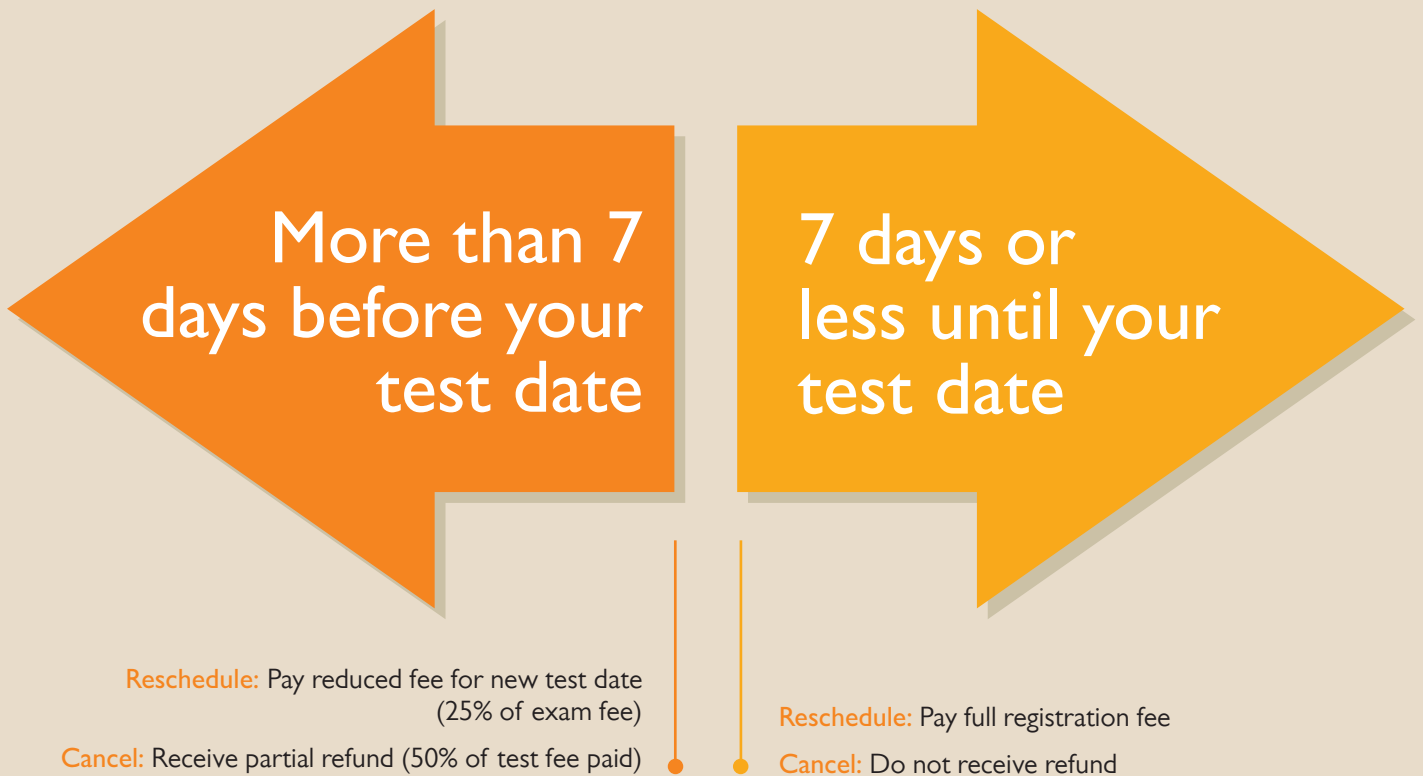 More than 7
days before your
test date
7 days or
less until your
test date
Reschedule: Pay reduced fee for new test date
(25% of exam fee)
Cancel: Receive partial refund (50% of test fee paid)
Reschedule: Pay full registration fee
Cancel: Do not receive refund